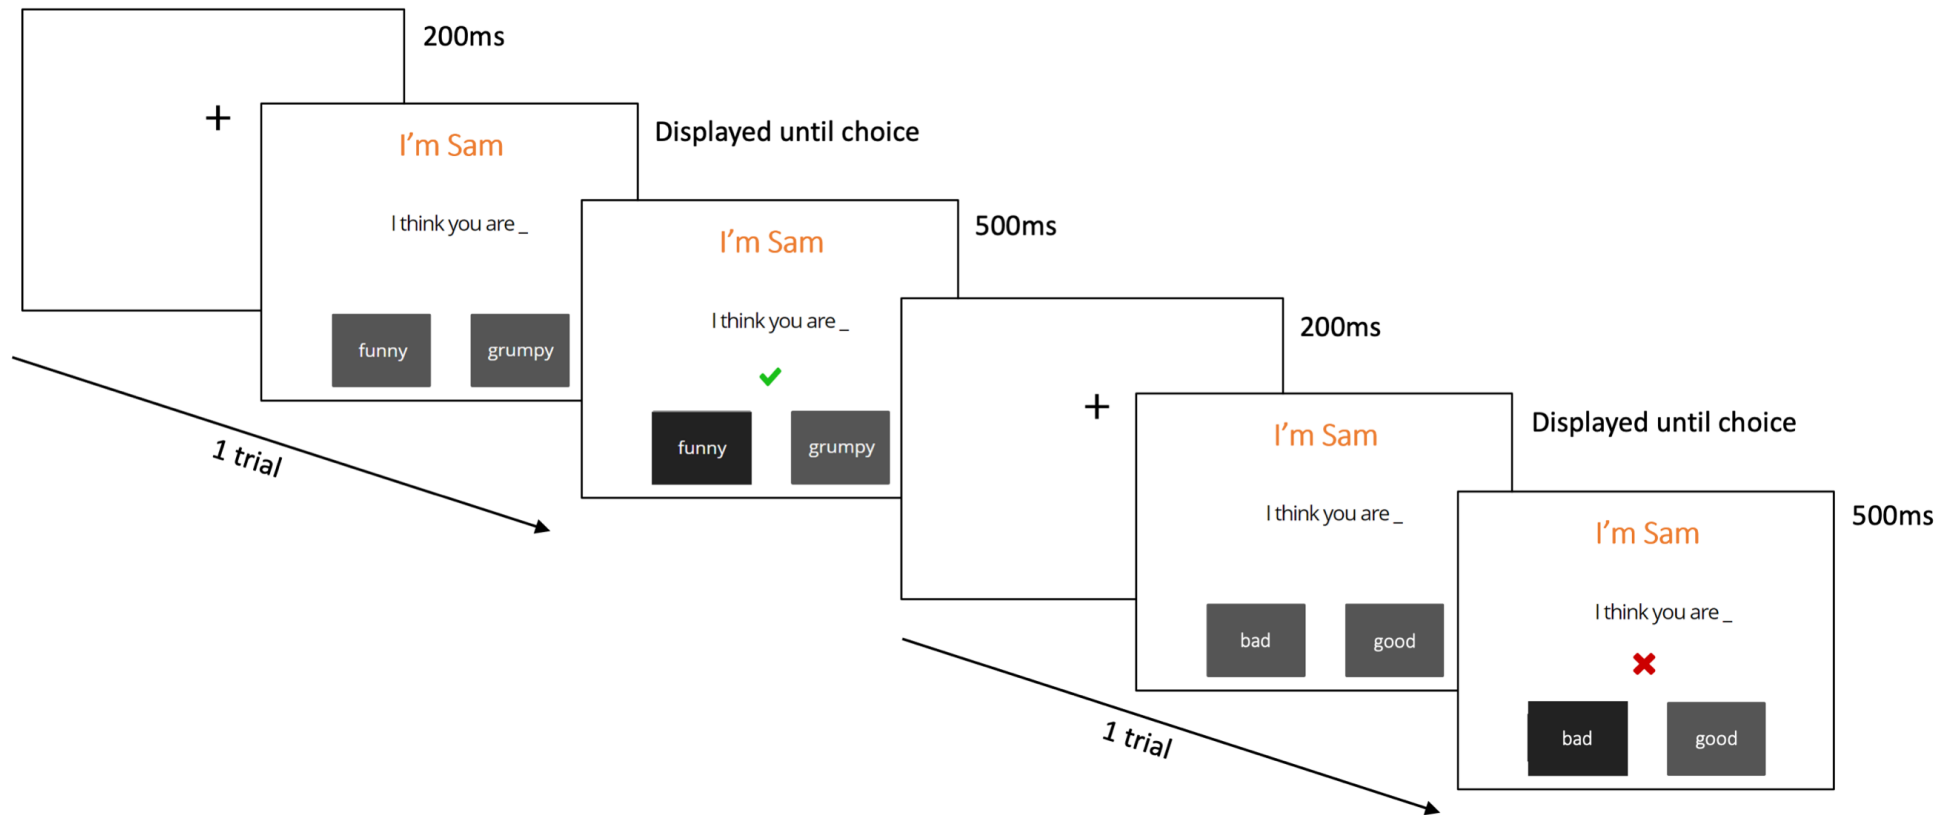 200ms
+
I'm Sam
I think you are _
funny grumpy
Displayed until choice
I'm Sam
I think you are _
funny grumpy
500ms
1 trial
200ms
+
I'm Sam
I think you are _
bad good
Displayed until choice
I'm Sam
I think you are _
bad good
500ms
1 trial